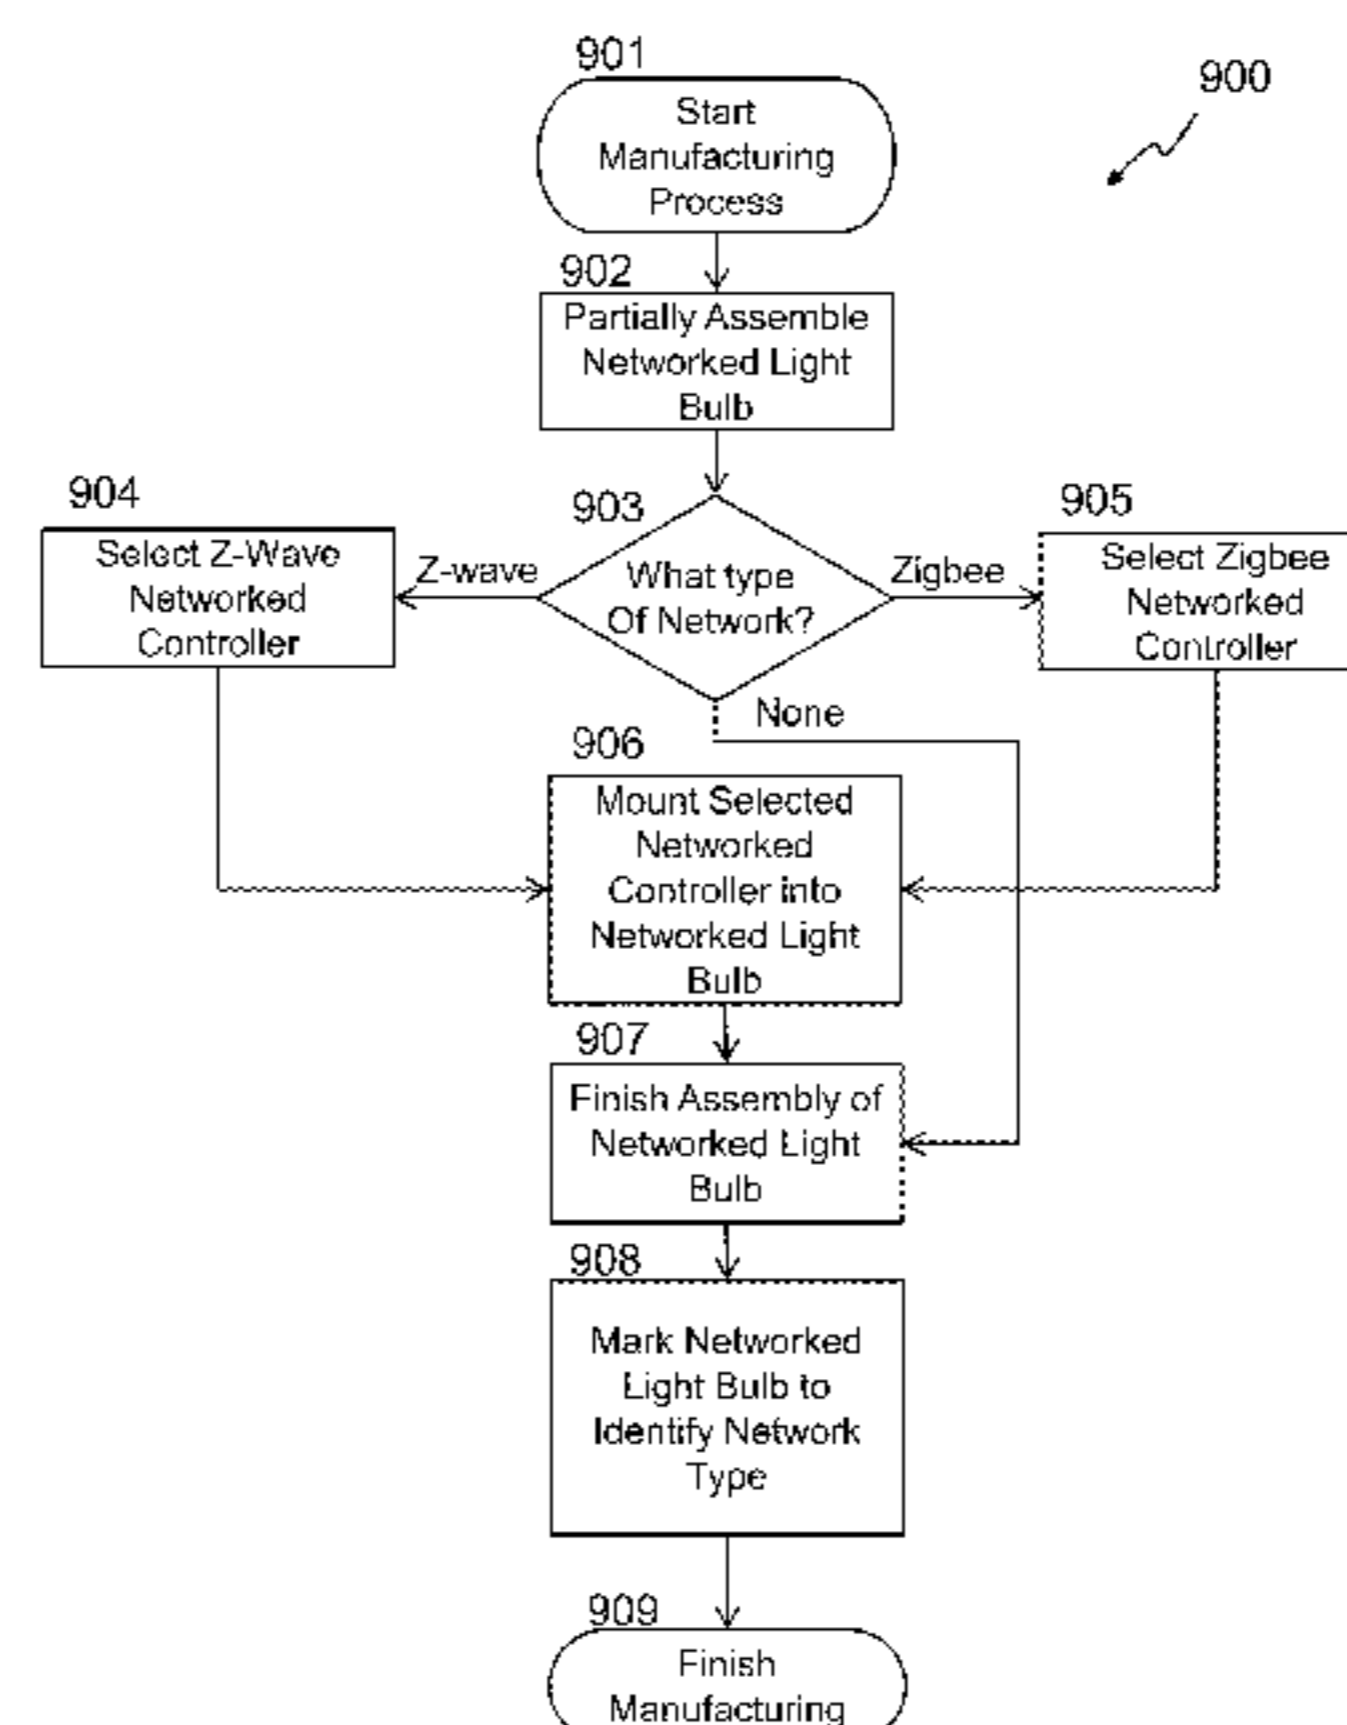 901
900
Start
Manufacturing
Process
902
Partially Assemble
Networked Light
Bulb
904
903
905
Select Z-Wave
Networked
Controller
Z-wave
What type
Of Network?
Zigbee
Select Zigbee
Networked
Controller
None
906
Mount Selected
Networked
Controller into
Networked Light
Bulb
907
Finish Assembly of
Networked Light
Bulb
908
Mark Networked
Light Bulb to
Identify Network
Type
909
Finish
Manufacturing